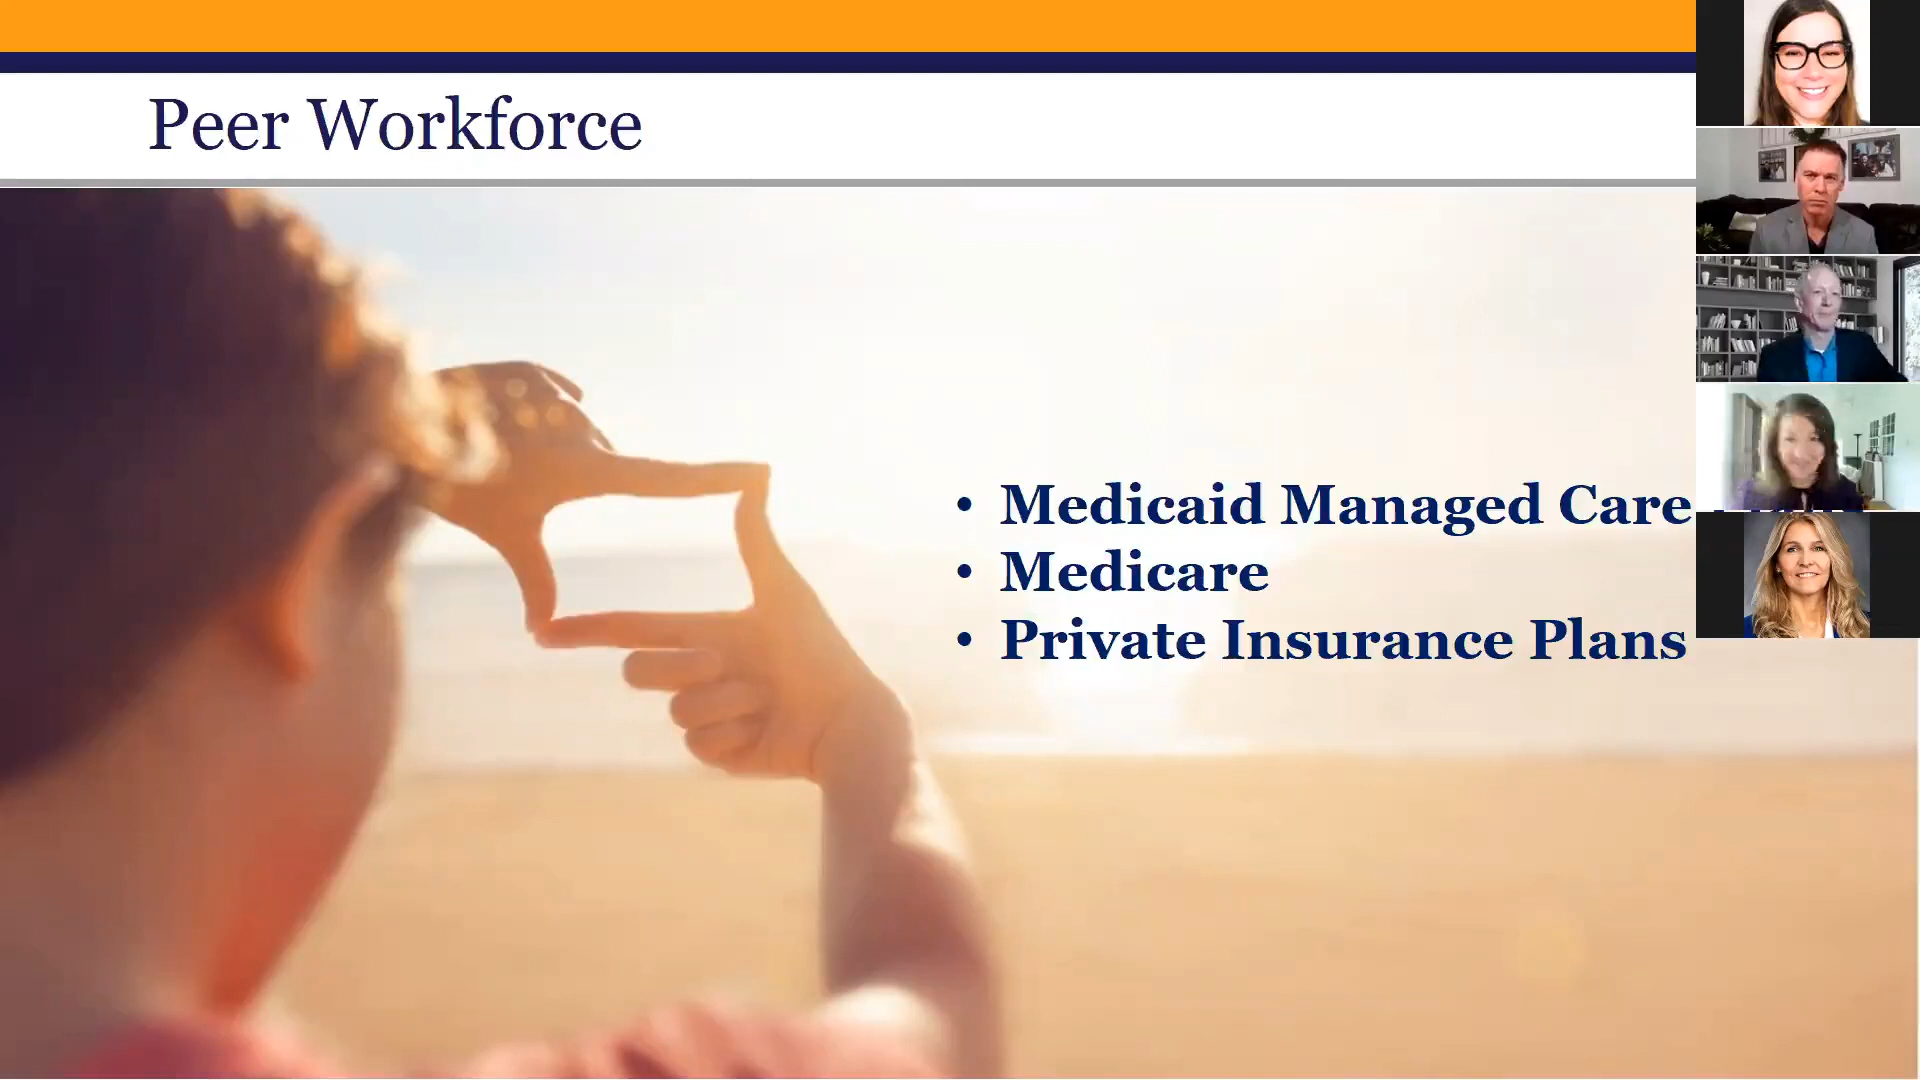 Peer Workforce
• Medicaid Managed Care
• Medicare
• Private Insurance Plans